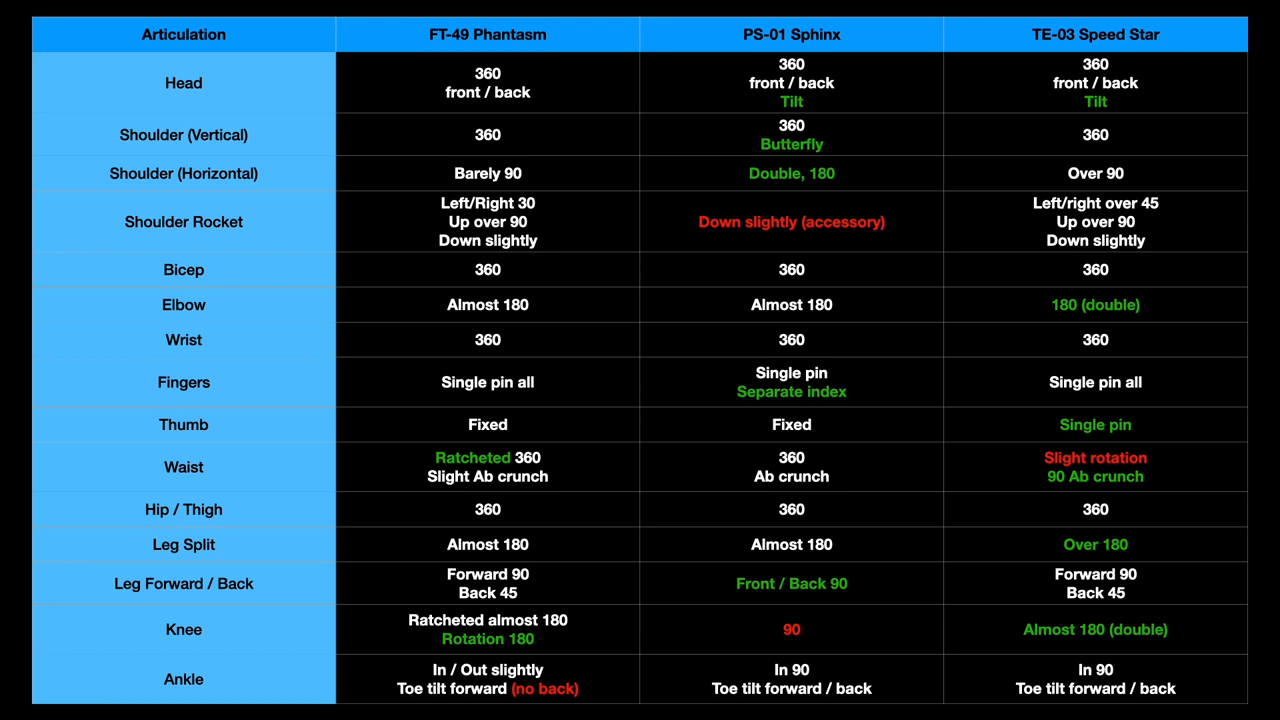 Articulation FT-49 Phantasm PS-01 Sphinx TE-03 Speed Star
Head
360
front / back
360
front / back
Tilt
360
front / back
Tilt
Shoulder (Vertical)
360
360
Butterfly
360
Shoulder (Horizontal)
Barely 90
Double, 180
Over 90
Shoulder Rocket
Left/Right 30
Up over 90
Down slightly
Down slightly (accessory)
Left/right over 45
Up over 90
Down slightly
Bicep
360
360
360
Elbow
Almost 180
Almost 180
180 (double)
Wrist
360
360
360
Fingers
Single pin all
Single pin
Separate index
Single pin all
Thumb
Fixed
Fixed
Single pin
Waist
Ratcheted 360
Slight Ab crunch
360
Ab crunch
Slight rotation
90 Ab crunch
Hip / Thigh
360
360
360
Leg Split
Almost 180
Almost 180
Over 180
Leg Forward / Back
Forward 90
Back 45
Front / Back 90
Forward 90
Back 45
Knee
Ratcheted almost 180
Rotation 180
90
Almost 180 (double)
Ankle
In / Out slightly
Toe tilt forward (no back)
In 90
Toe tilt forward / back
In 90
Toe tilt forward / back